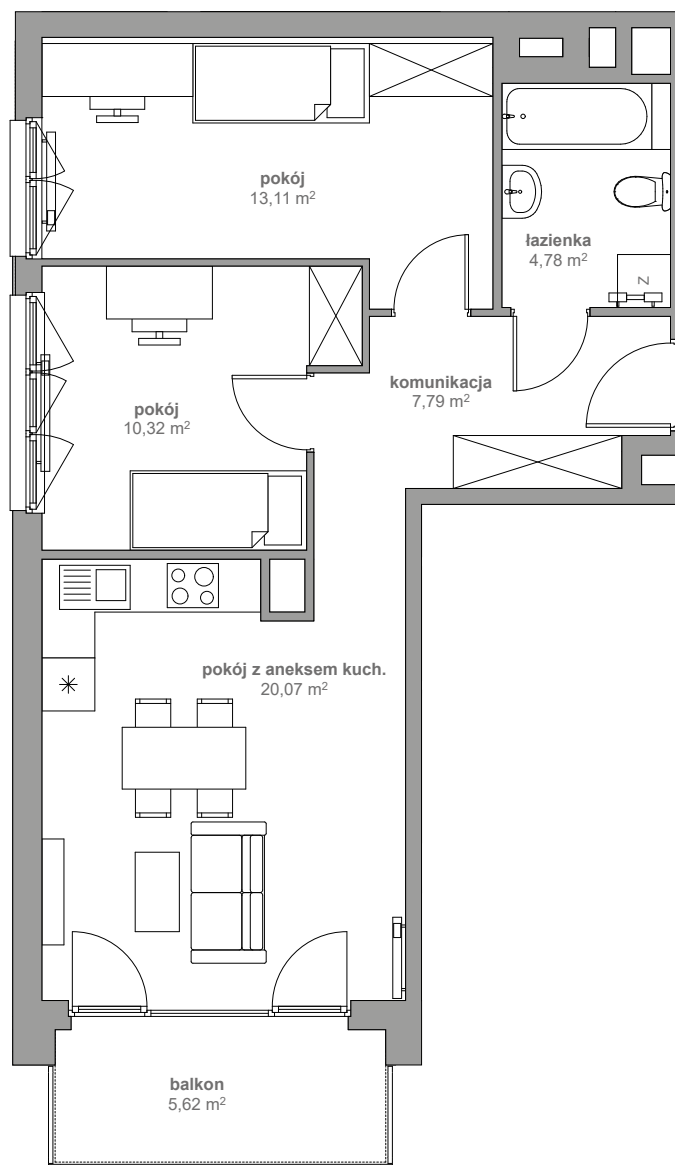 pokój
13,11 m²
łazienka
4,78 m²
Z
komunikacja
7,79 m²
pokój
10,32 m²
pokój z aneksem kuch.
20,07 m²
balkon
5,62 m²